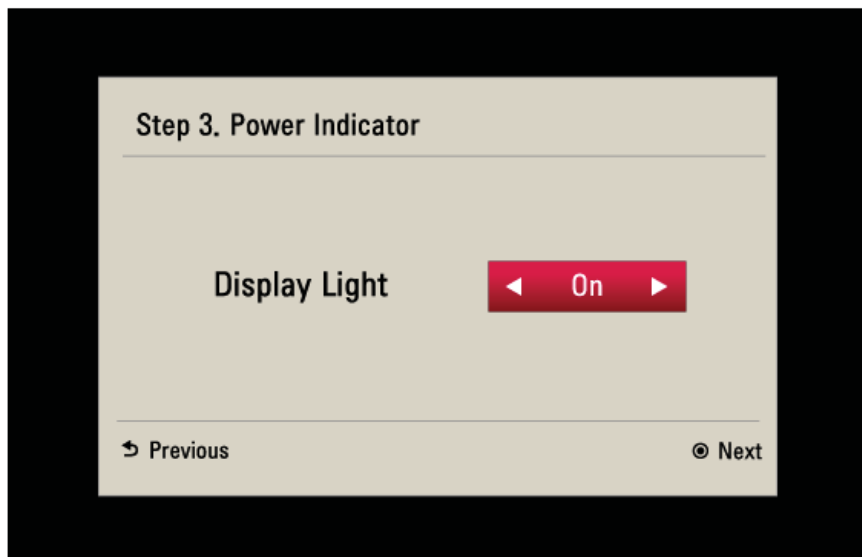 Step 3. Power Indicator
Display Light
On
Previous
Next